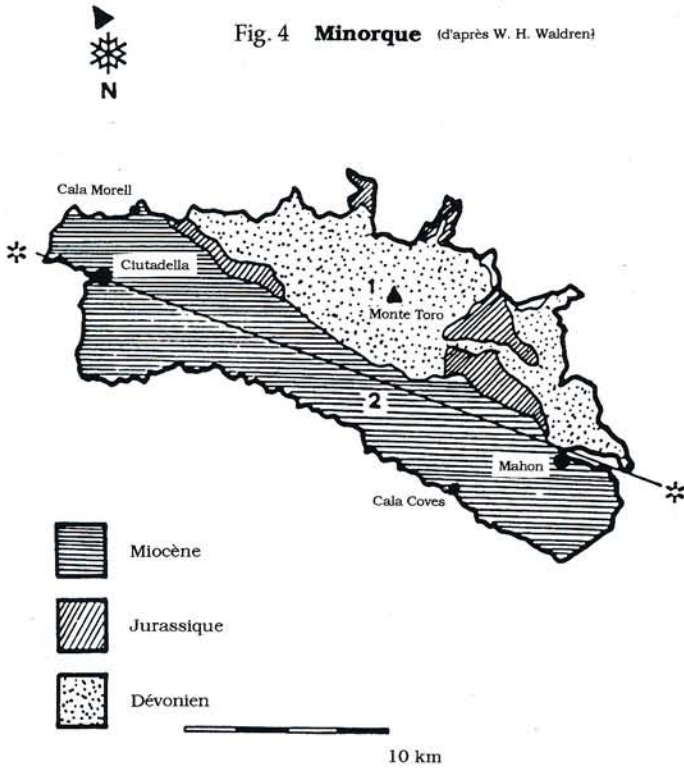 Fig. 4 Minorque (d'après W. H. Waldren)
N
Cala Morell
Ciutadella
1
Monte Toro
2
Mahon
Cala Coves
Miocène
Jurassique
Dévonien
10 km